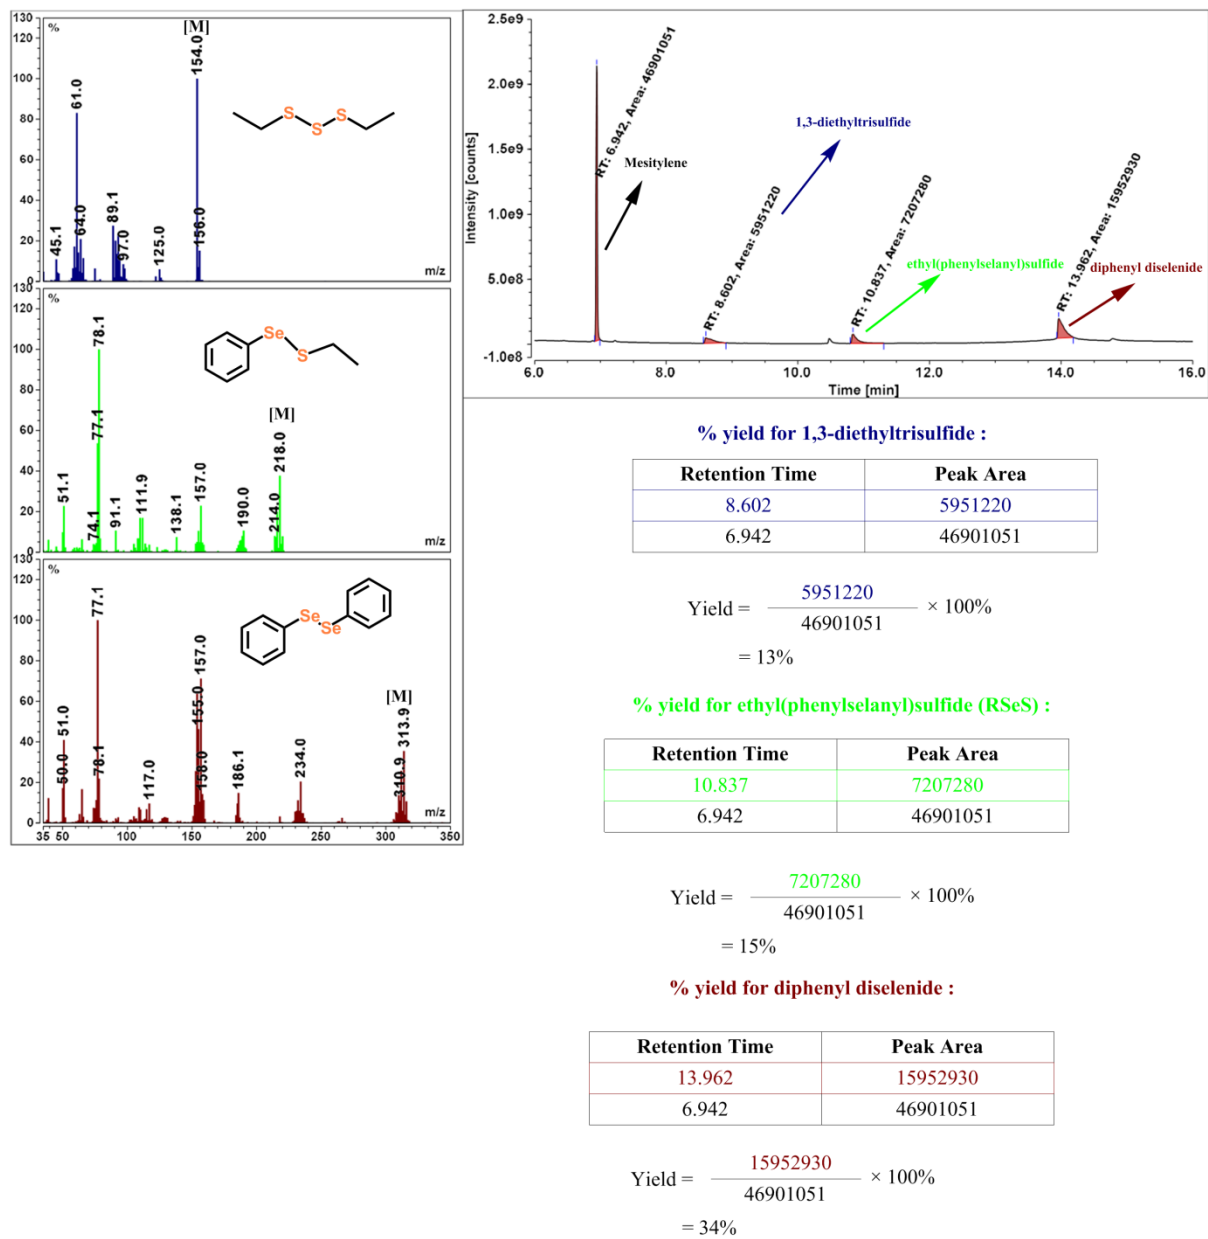 %
[M]
154.0
61.0
45.1
64.0
89.1
97.0
125.0
156.0
S
S
S
130
120
100
80
60
40
20
0
m/z
%
78.1
77.1
51.1
74.1
91.1
111.9
138.1
157.0
190.0
214.0
218.0
[M]
Se
S
130
120
100
80
60
40
20
0
m/z
%
77.1
51.0
50.0
78.1
117.0
155.0
157.0
158.0
186.1
234.0
310.9
313.9
[M]
Se
Se
130
120
100
80
60
40
20
0
m/z
35 50 100 150 200 250 300 350
2.5e9
2.0e9
1.5e9
1.0e9
5.0e8
-1.0e8
Intensity [counts]
RT: 6.942, Area: 46901051
Mesitylene
RT: 8.602, Area: 5951220
1,3-diethyltrisulfide
RT: 10.837, Area: 7207280
ethyl(phenylselanyl)sulfide
RT: 13.962, Area: 15952930
diphenyl diselenide
6.0 8.0 10.0 12.0 14.0 16.0
Time [min]
% yield for 1,3-diethyltrisulfide :
Retention Time Peak Area
8.602 5951220
6.942 46901051
5951220
Yield = × 100%
46901051
= 13%
% yield for ethyl(phenylselanyl)sulfide (RSeS) :
Retention Time Peak Area
10.837 7207280
6.942 46901051
7207280
Yield = × 100%
46901051
= 15%
% yield for diphenyl diselenide :
Retention Time Peak Area
13.962 15952930
6.942 46901051
15952930
Yield = × 100%
46901051
= 34%